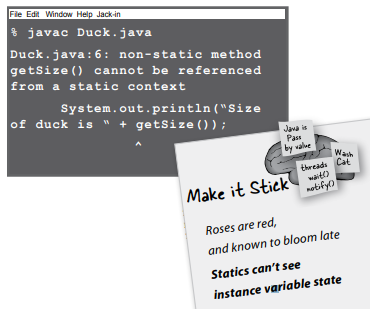 File Edit Window Help Jack-in
% javac Duck.java
Duck.java:6: non-static method
getSize() cannot be referenced
from a static context
System.out.println(“Size
of duck is “ + getSize());
^
Java is
Pass
by value
Wash
Cat
threads
wait()
notify()
Make it Stick
Roses are red,
and known to bloom late
Statics can’t see
instance variable state